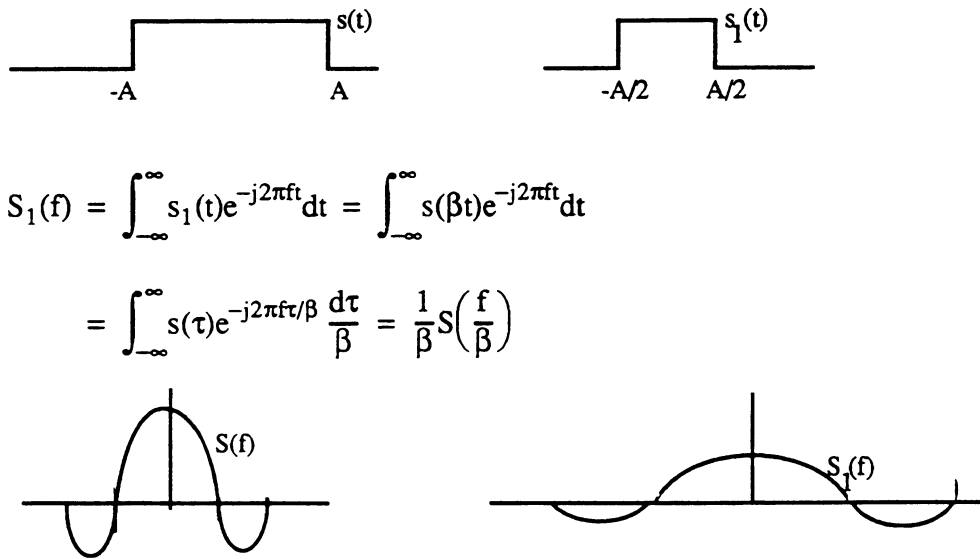 s(t) s₁(t)
-A A -A/2 A/2
S₁(f) = ∫_{-∞}^{∞} s₁(t)e^{-j2πft}dt = ∫_{-∞}^{∞} s(βt)e^{-j2πft}dt
= ∫_{-∞}^{∞} s(τ)e^{-j2πfτ/β} dτ/β = 1/β S(f/β)
S(f) S₁(f)